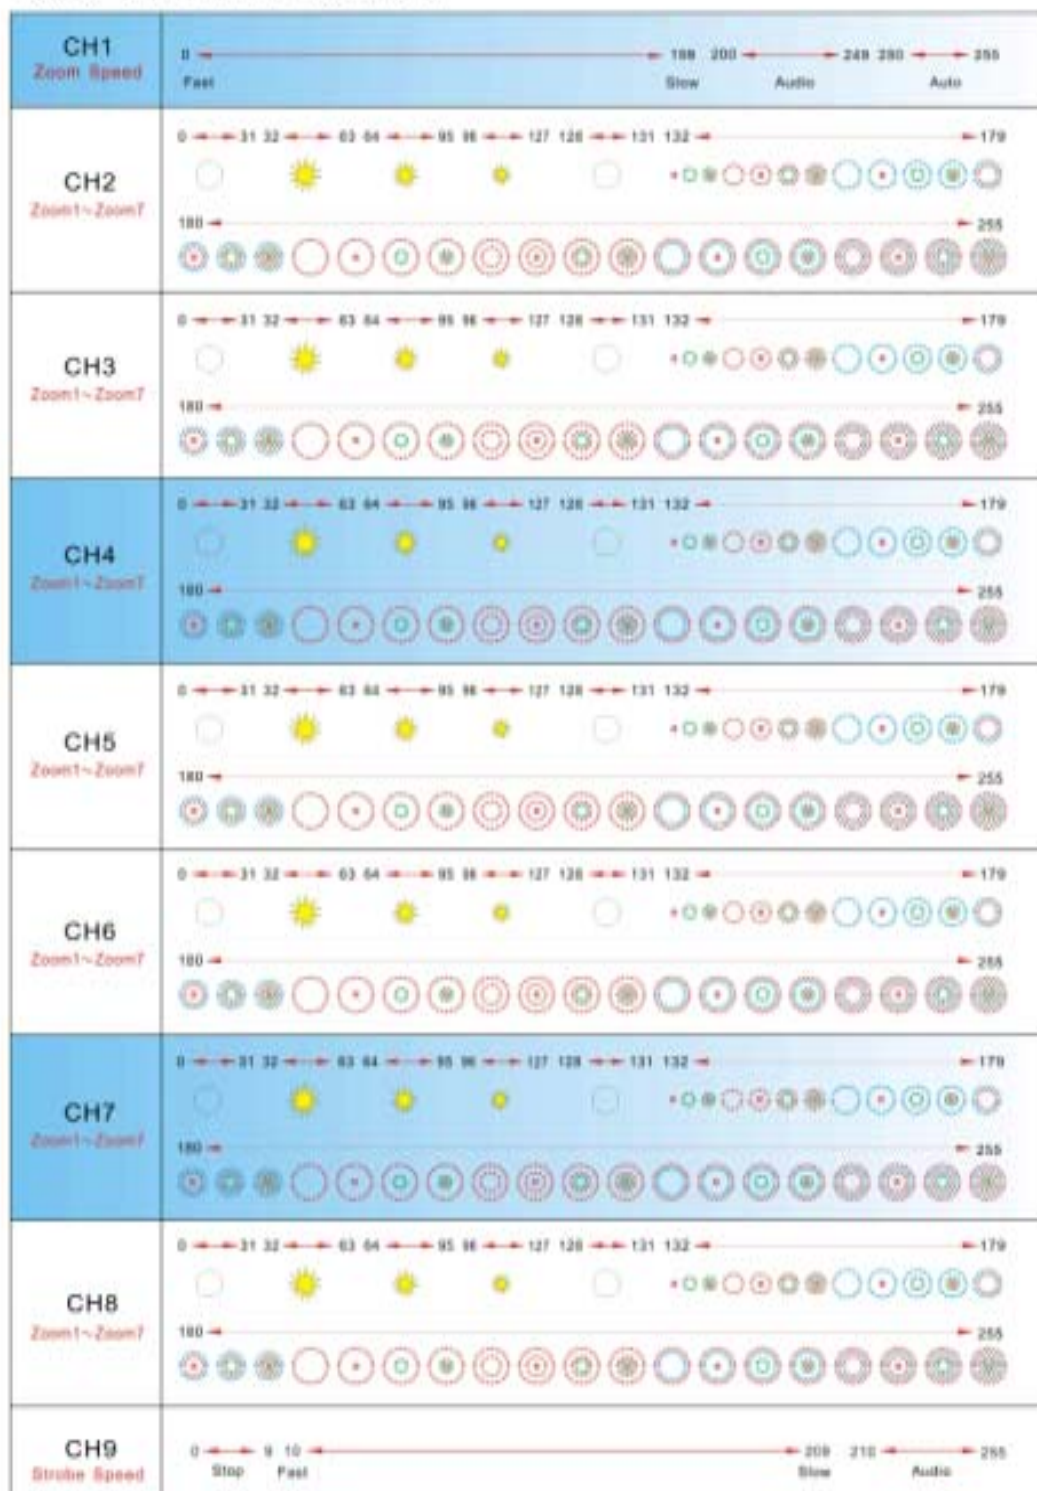 CH1
Zoom Speed
0 199 200 249 250 255
Fast Slow Audio Auto
CH2
Zoom1~Zoom7
0 31 32 63 64 95 96 127 128 131 132 179
180 255
CH3
Zoom1~Zoom7
0 31 32 63 64 95 96 127 128 131 132 179
180 255
CH4
Zoom1~Zoom7
0 31 32 63 64 95 96 127 128 131 132 179
180 255
CH5
Zoom1~Zoom7
0 31 32 63 64 95 96 127 128 131 132 179
180 255
CH6
Zoom1~Zoom7
0 31 32 63 64 95 96 127 128 131 132 179
180 255
CH7
Zoom1~Zoom7
0 31 32 63 64 95 96 127 128 131 132 179
180 255
CH8
Zoom1~Zoom7
0 31 32 63 64 95 96 127 128 131 132 179
180 255
CH9
Strobe Speed
0 9 10 209 210 255
Stop Fast Slow Audio